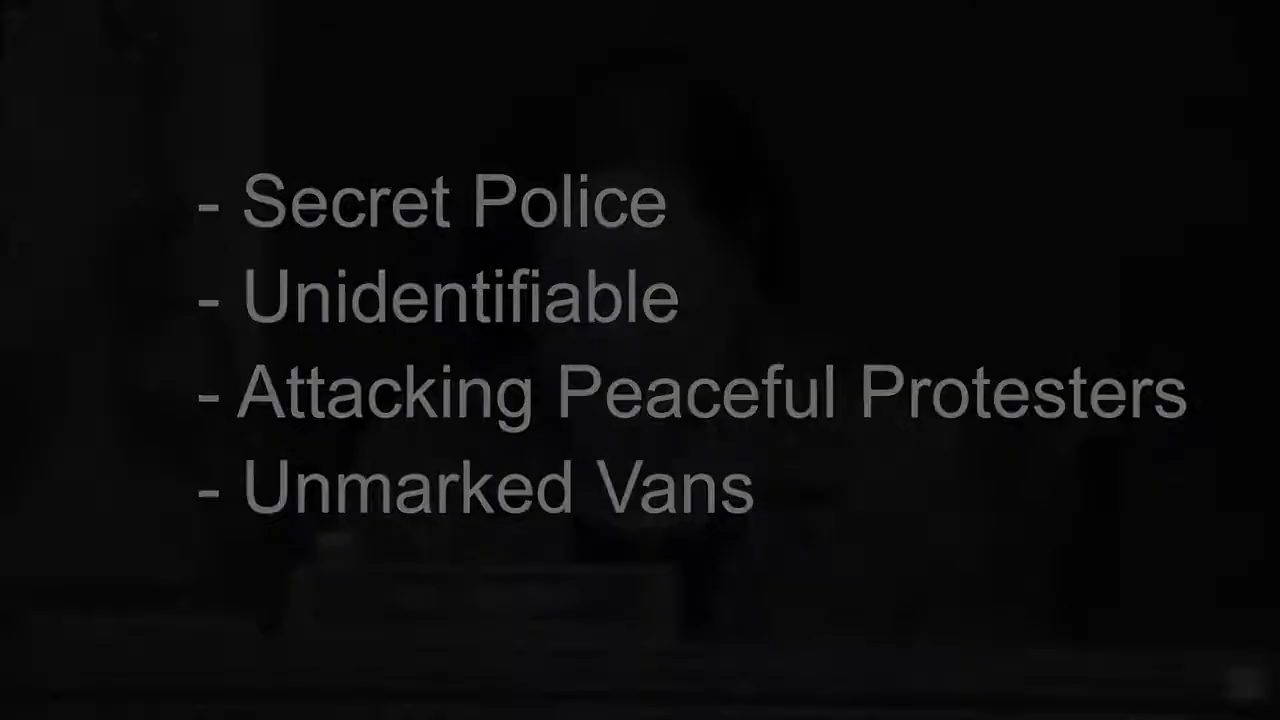 - Secret Police
- Unidentifiable
- Attacking Peaceful Protesters
- Unmarked Vans